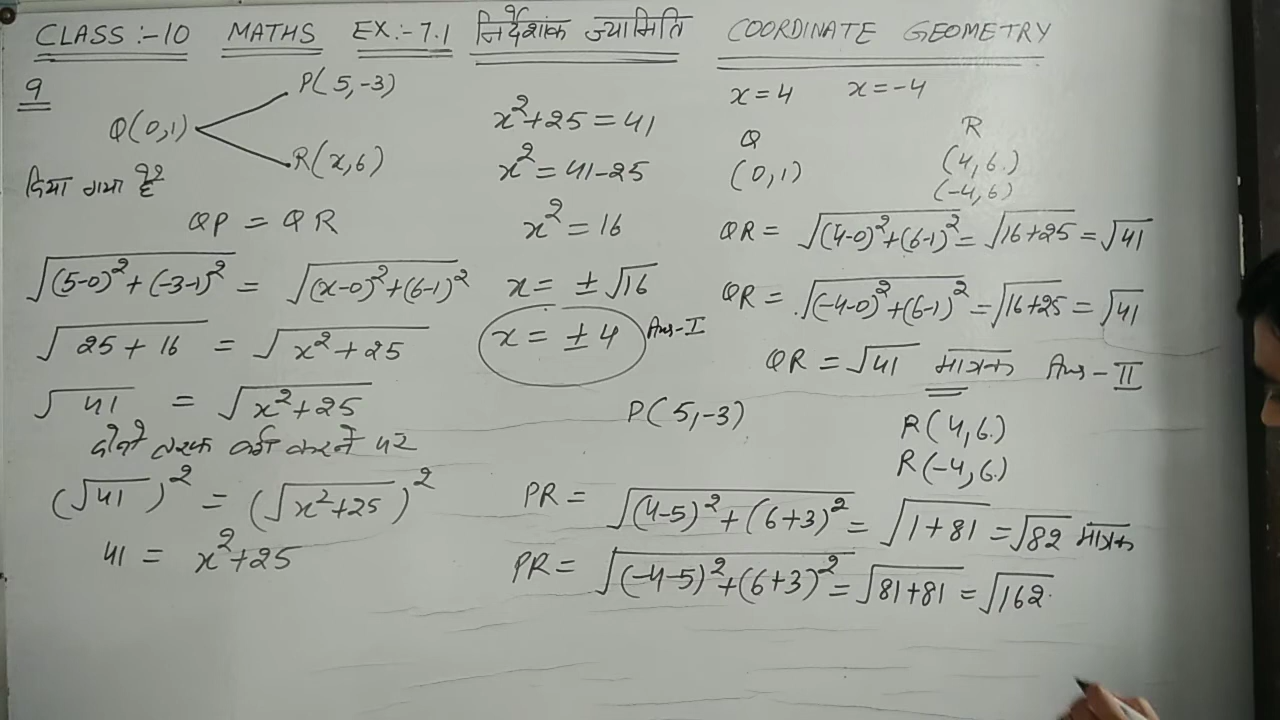 CLASS :- 10 MATHS EX.:- 7.1 निर्देशांक ज्यामिति COORDINATE GEOMETRY
9
P(5,-3)
Q(0,1)
R(x,6)
दिया गया है
QP = QR
√(5-0)²+(-3-1)² = √(x-0)²+(6-1)²
√25+16 = √x²+25
√41 = √x²+25
दोनों तरफ वर्ग करने पर
(√41)² = (√x²+25)²
41 = x²+25
x²+25 = 41
x² = 41-25
x² = 16
x = ±√16
x = ±4 Ans-I
x = 4 x = -4
Q R
(0,1) (4,6.)
(-4,6)
QR = √(4-0)²+(6-1)² = √16+25 = √41
QR = √(-4-0)²+(6-1)² = √16+25 = √41
QR = √41 मात्रक Ans-II
P(5,-3) R(4,6.)
R(-4,6.)
PR = √(4-5)²+(6+3)² = √1+81 = √82 मात्रक
PR = √(-4-5)²+(6+3)² = √81+81 = √162.